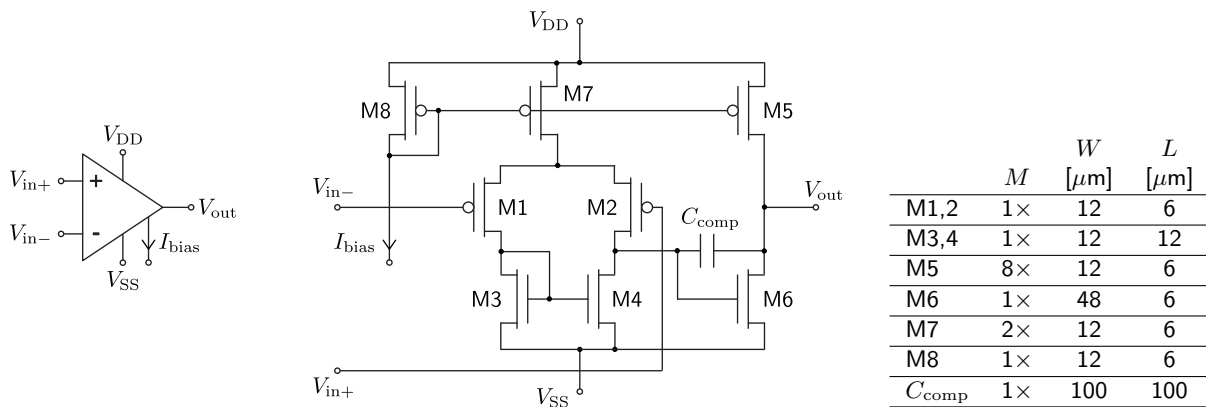 V_DD
V_in+
+
V_in−
-
V_out
I_bias
V_SS
V_DD
M8
M7
M5
V_in−
M1
M2
C_comp
V_out
I_bias
M3
M4
M6
V_in+
V_SS
M W [μm] L [μm]
M1,2 1× 12 6
M3,4 1× 12 12
M5 8× 12 6
M6 1× 48 6
M7 2× 12 6
M8 1× 12 6
C_comp 1× 100 100